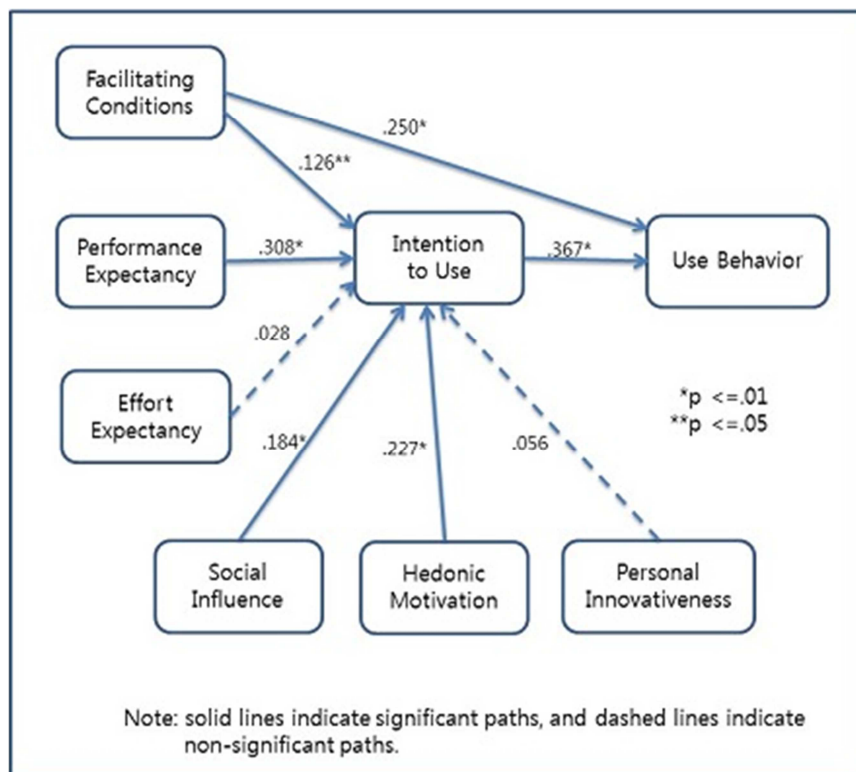 Facilitating
Conditions
.250*
.126**
Performance
Expectancy
.308*
Intention
to Use
.367*
Use Behavior
.028
Effort
Expectancy
*p <=.01
**p <=.05
.184*
.227*
.056
Social
Influence
Hedonic
Motivation
Personal
Innovativeness
Note: solid lines indicate significant paths, and dashed lines indicate
non-significant paths.